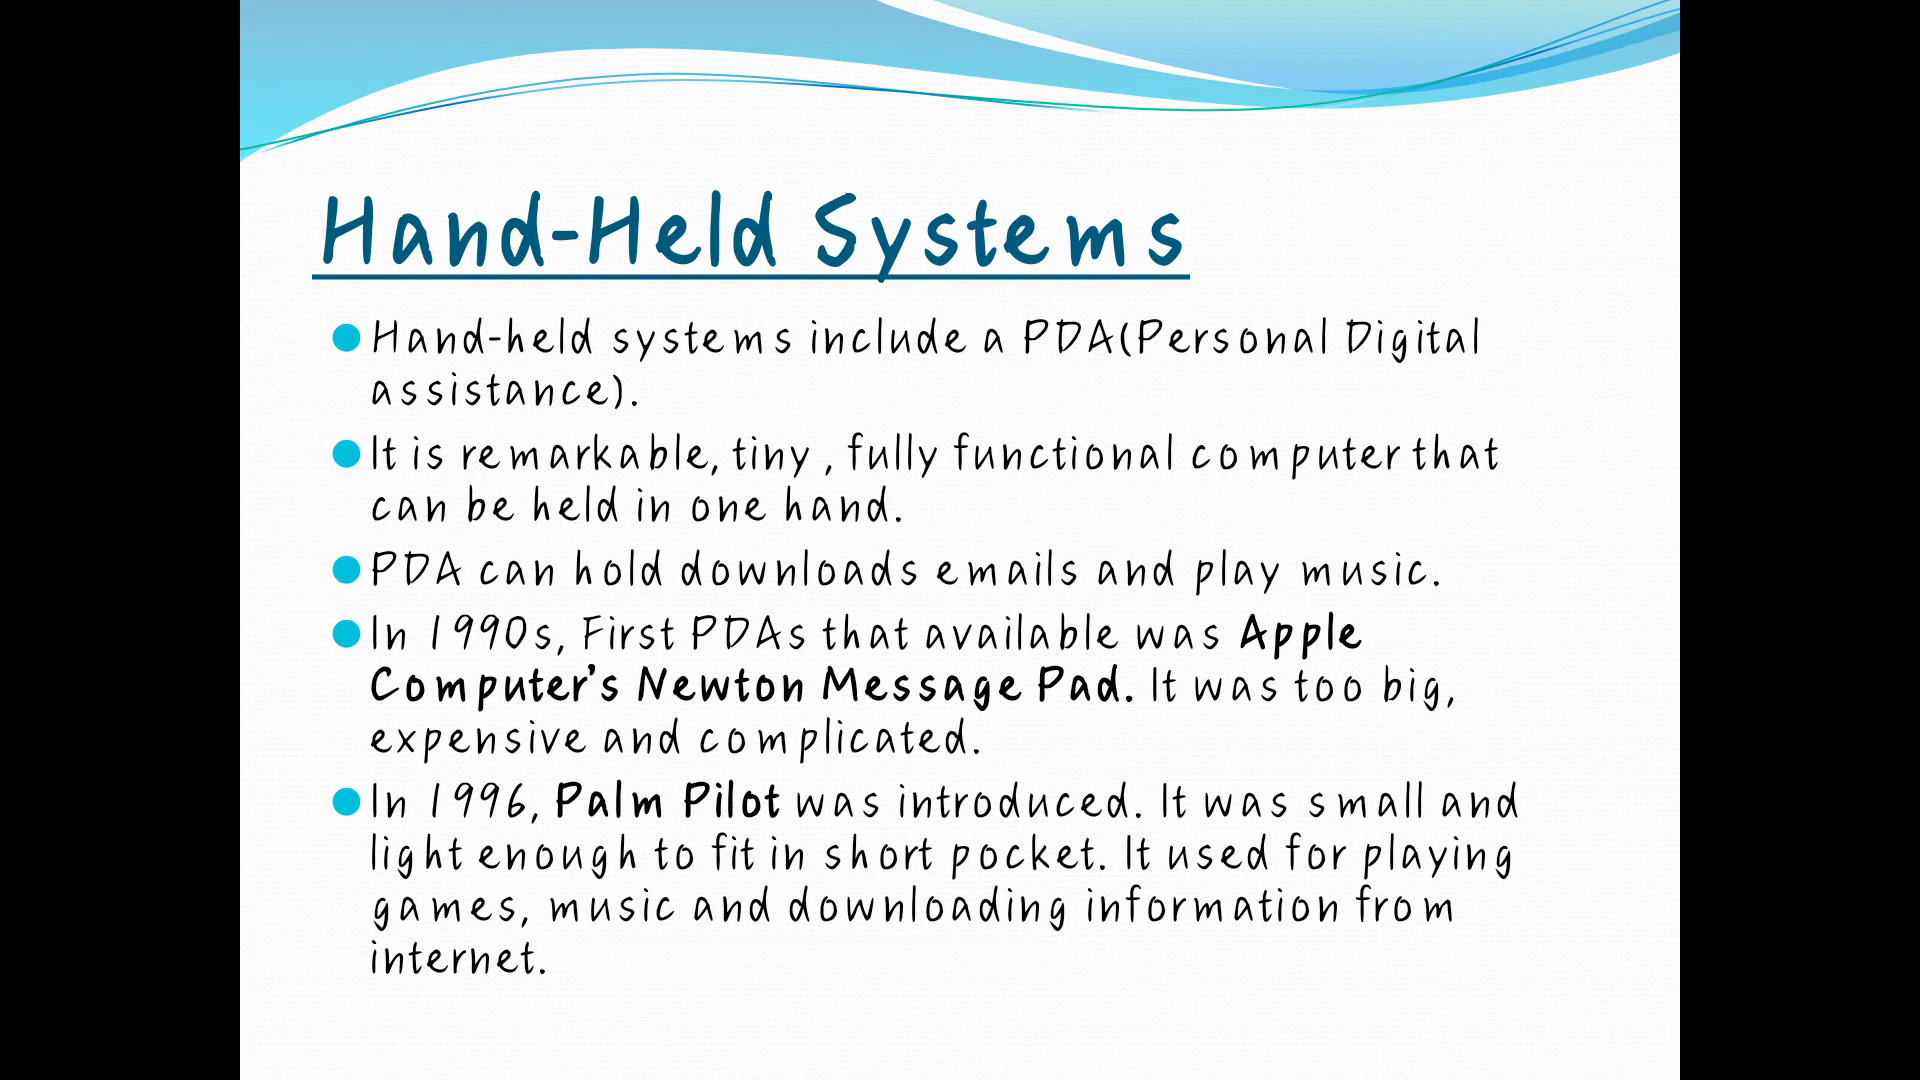 Hand-Held Systems
Hand-held systems include a PDA(Personal Digital
assistance).
It is remarkable, tiny , fully functional computer that
can be held in one hand.
PDA can hold downloads emails and play music.
In 1990s, First PDAs that available was Apple
Computer's Newton Message Pad. It was too big,
expensive and complicated.
In 1996, Palm Pilot was introduced. It was small and
light enough to fit in short pocket. It used for playing
games, music and downloading information from
internet.